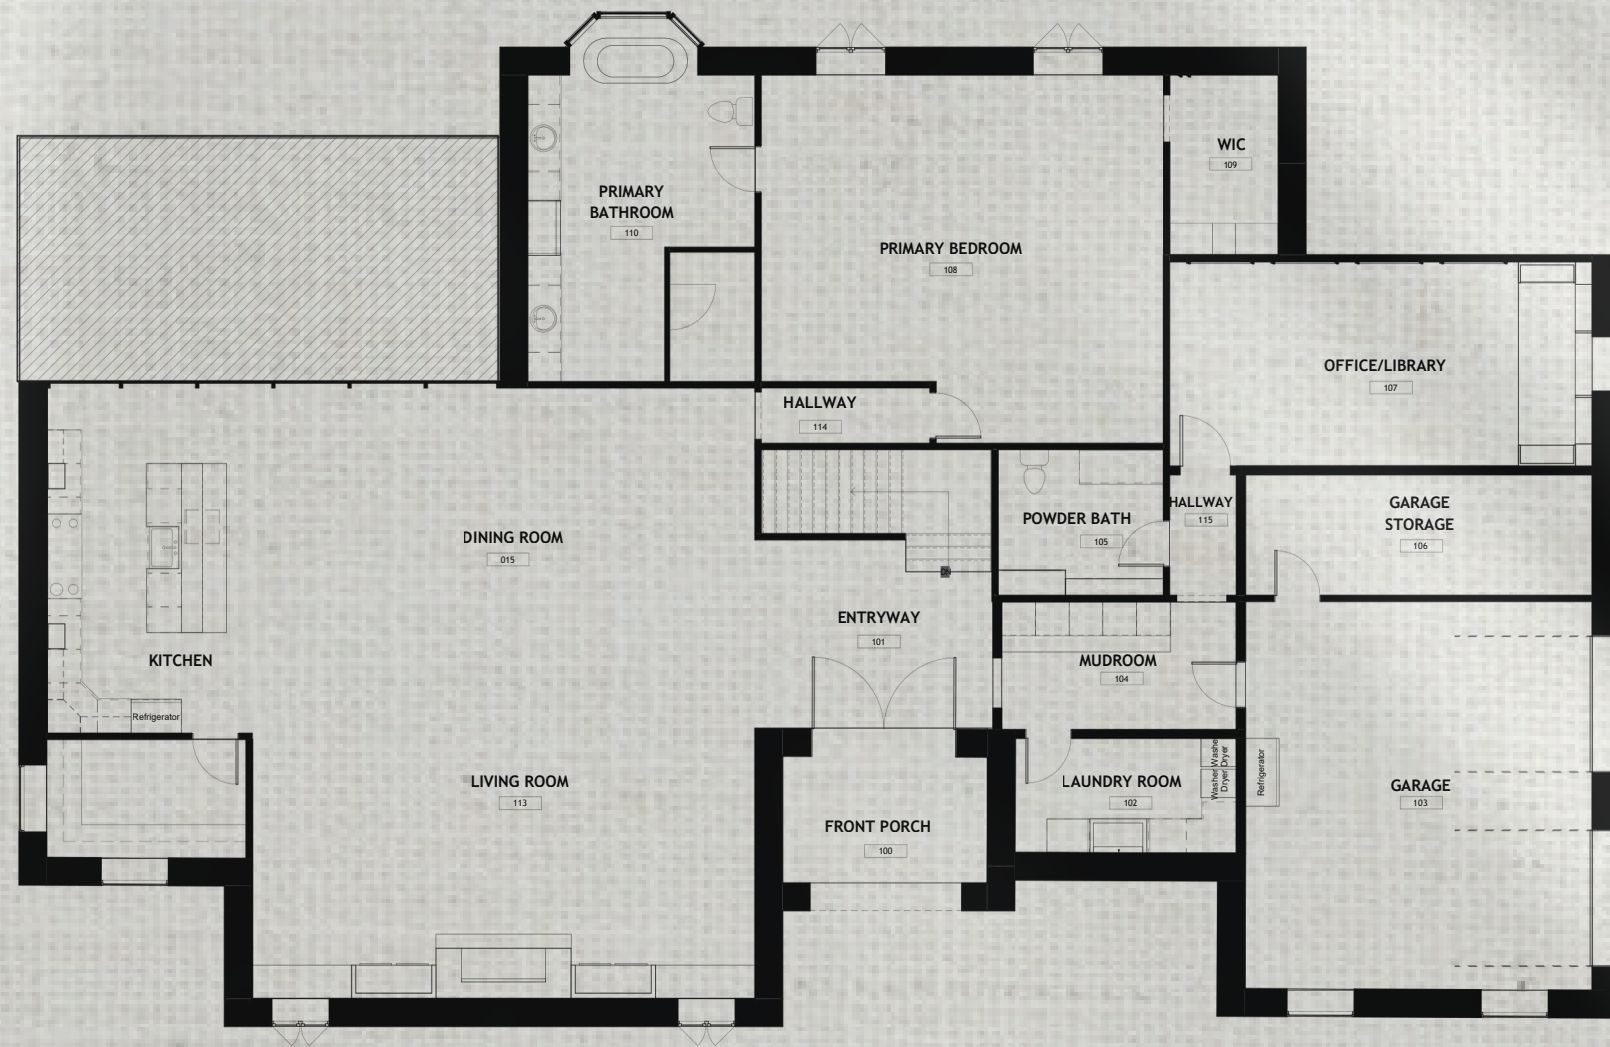 PRIMARY
BATHROOM
110
WIC
109
PRIMARY BEDROOM
108
OFFICE/LIBRARY
107
HALLWAY
114
HALLWAY
115
GARAGE
STORAGE
106
POWDER BATH
105
DINING ROOM
015
ENTRYWAY
101
KITCHEN
Refrigerator
MUDROOM
104
LIVING ROOM
113
LAUNDRY ROOM
102
Washer Washer
Dryer Dryer
Refrigerator
GARAGE
103
FRONT PORCH
100